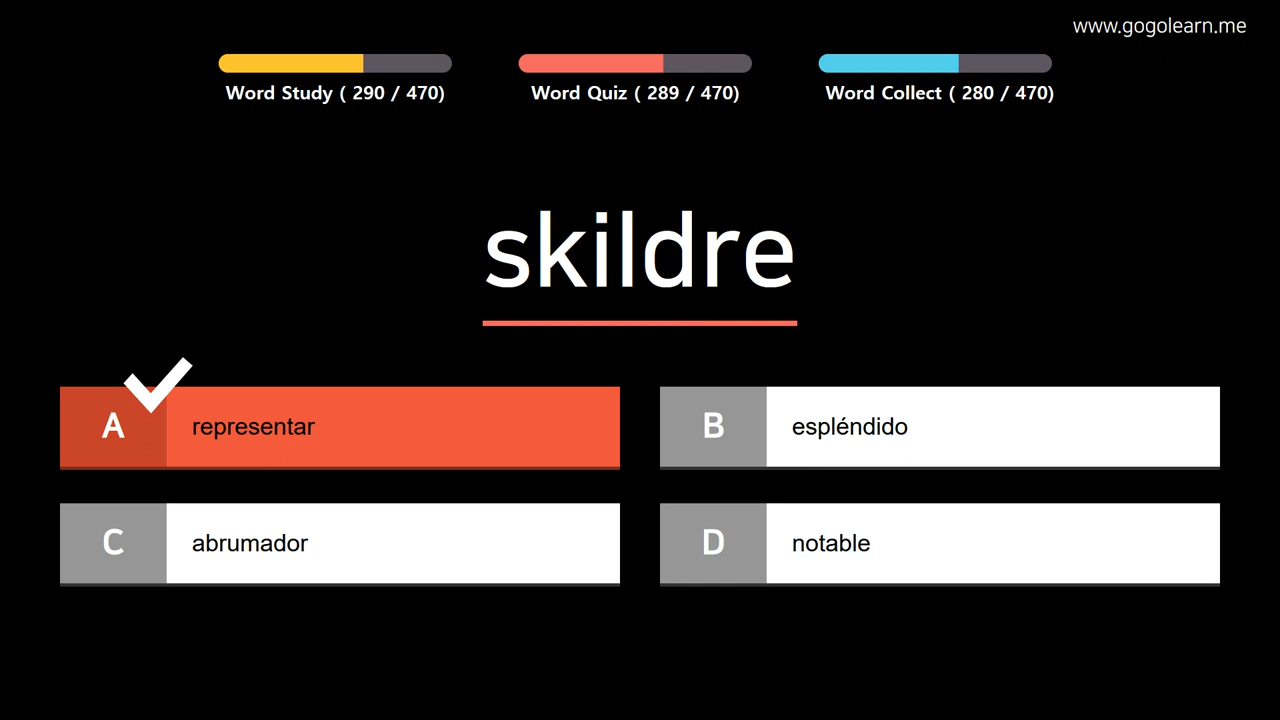 www.gogolearn.me
Word Study ( 290 / 470)
Word Quiz ( 289 / 470)
Word Collect ( 280 / 470)
skildre
A representar
B espléndido
C abrumador
D notable